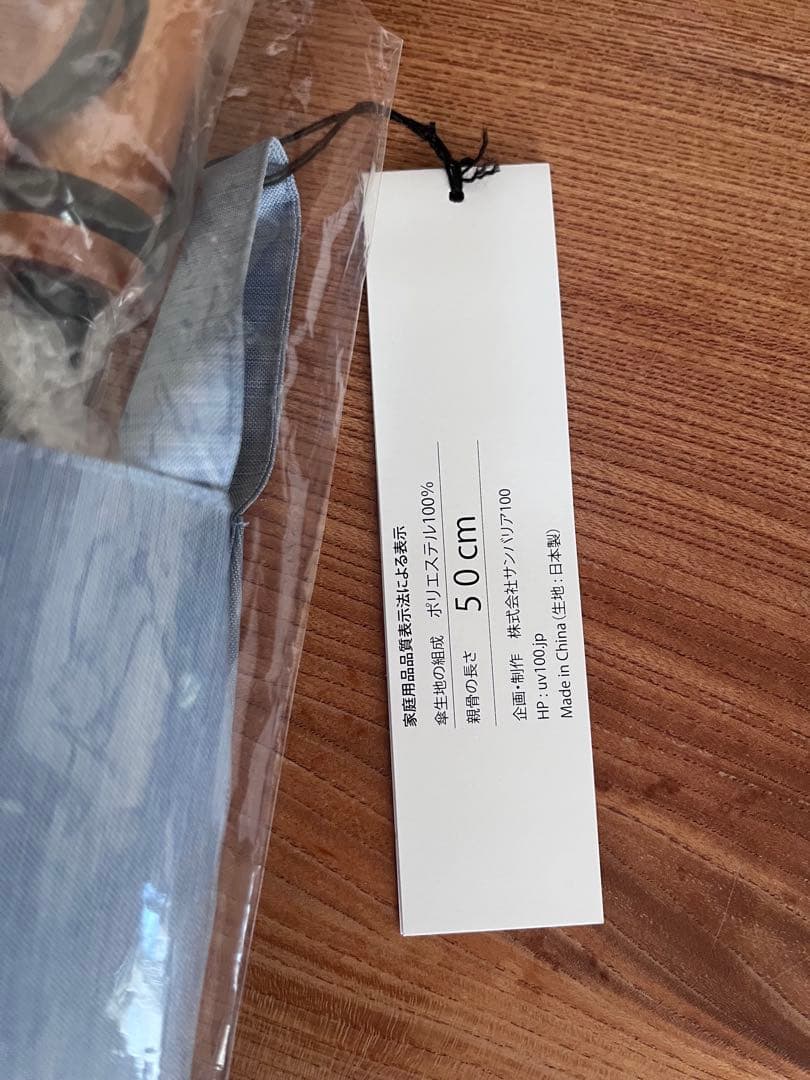 家庭用品品質表示法による表示
傘生地の組成 ポリエステル100%
親骨の長さ 50cm
企画・制作 株式会社サンバリア100
HP : uv100.jp
Made in China (生地 : 日本製)